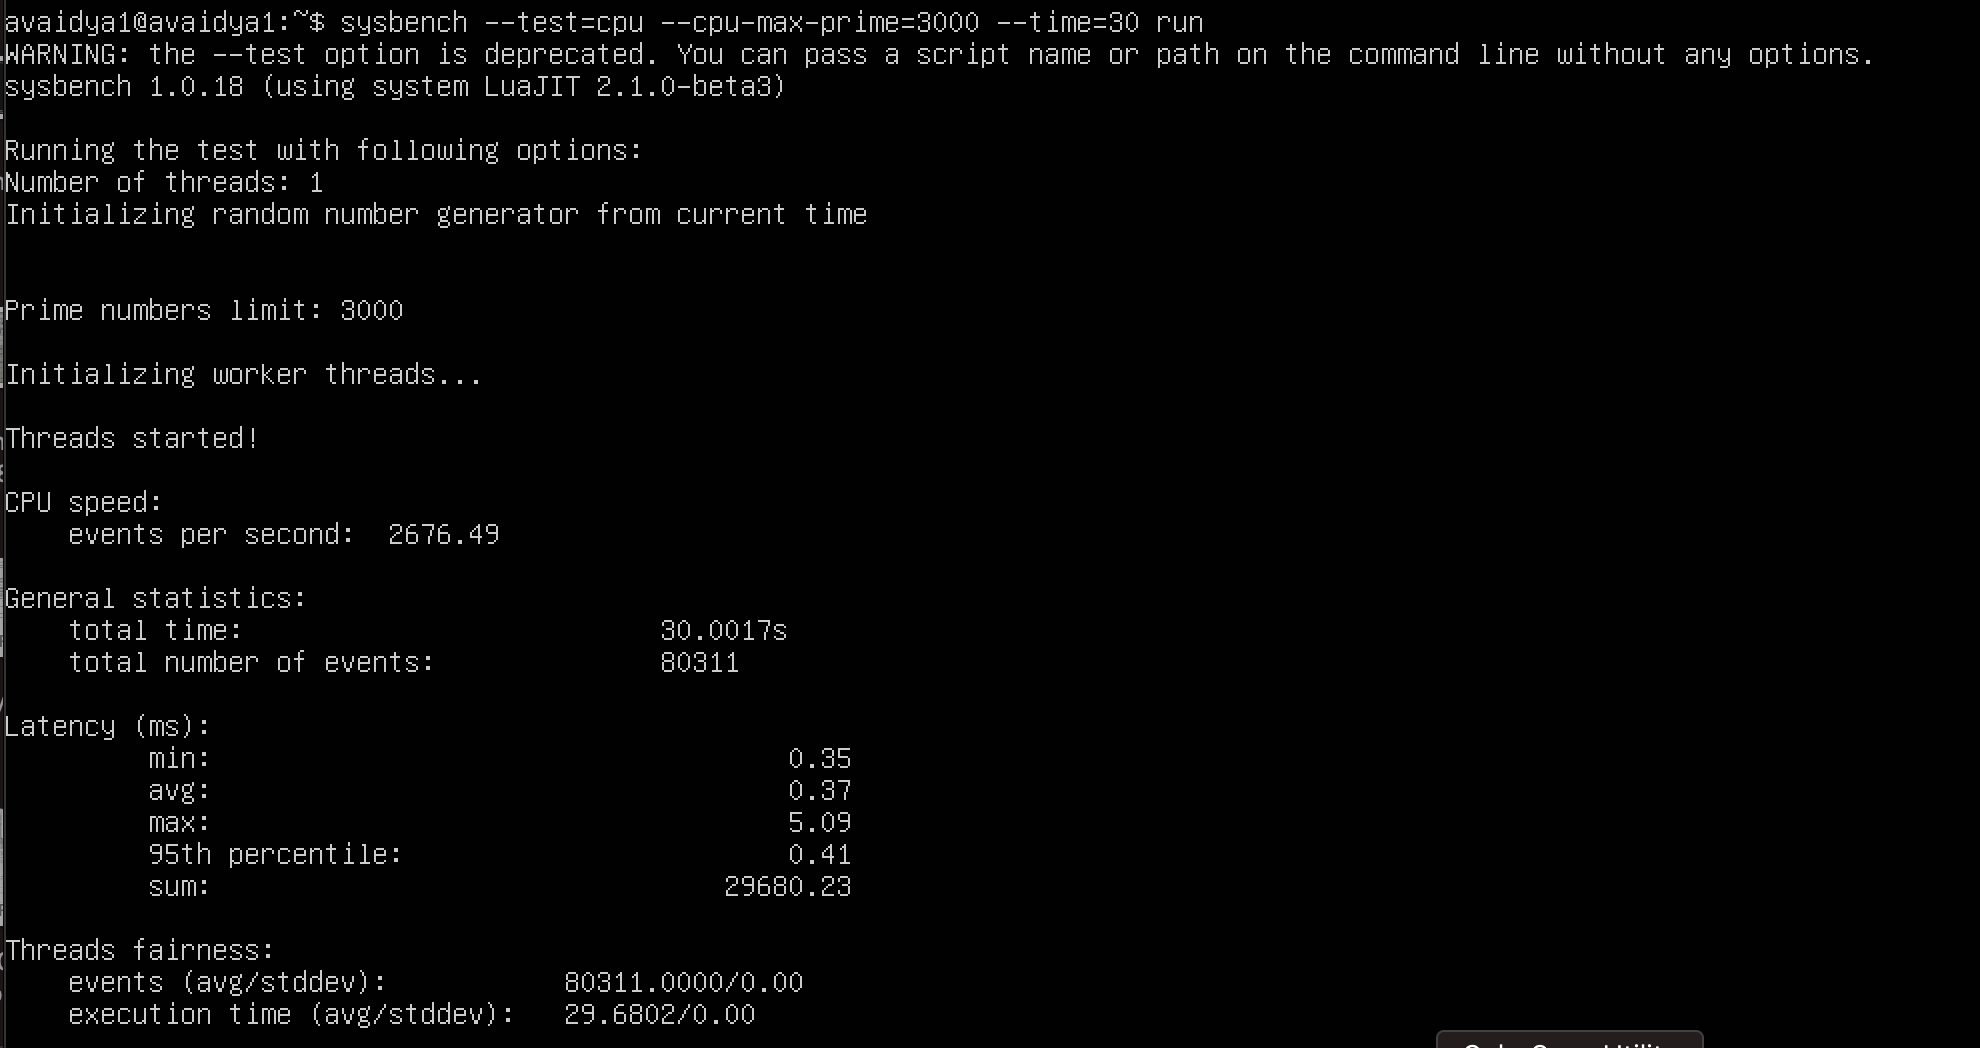 avaidya1@avaidya1:~$ sysbench --test=cpu --cpu-max-prime=3000 --time=30 run
WARNING: the --test option is deprecated. You can pass a script name or path on the command line without any options.
sysbench 1.0.18 (using system LuaJIT 2.1.0-beta3)
Running the test with following options:
Number of threads: 1
Initializing random number generator from current time
Prime numbers limit: 3000
Initializing worker threads...
Threads started!
CPU speed:
events per second: 2676.49
General statistics:
total time: 30.0017s
total number of events: 80311
Latency (ms):
min: 0.35
avg: 0.37
max: 5.09
95th percentile: 0.41
sum: 29680.23
Threads fairness:
events (avg/stddev): 80311.0000/0.00
execution time (avg/stddev): 29.6802/0.00